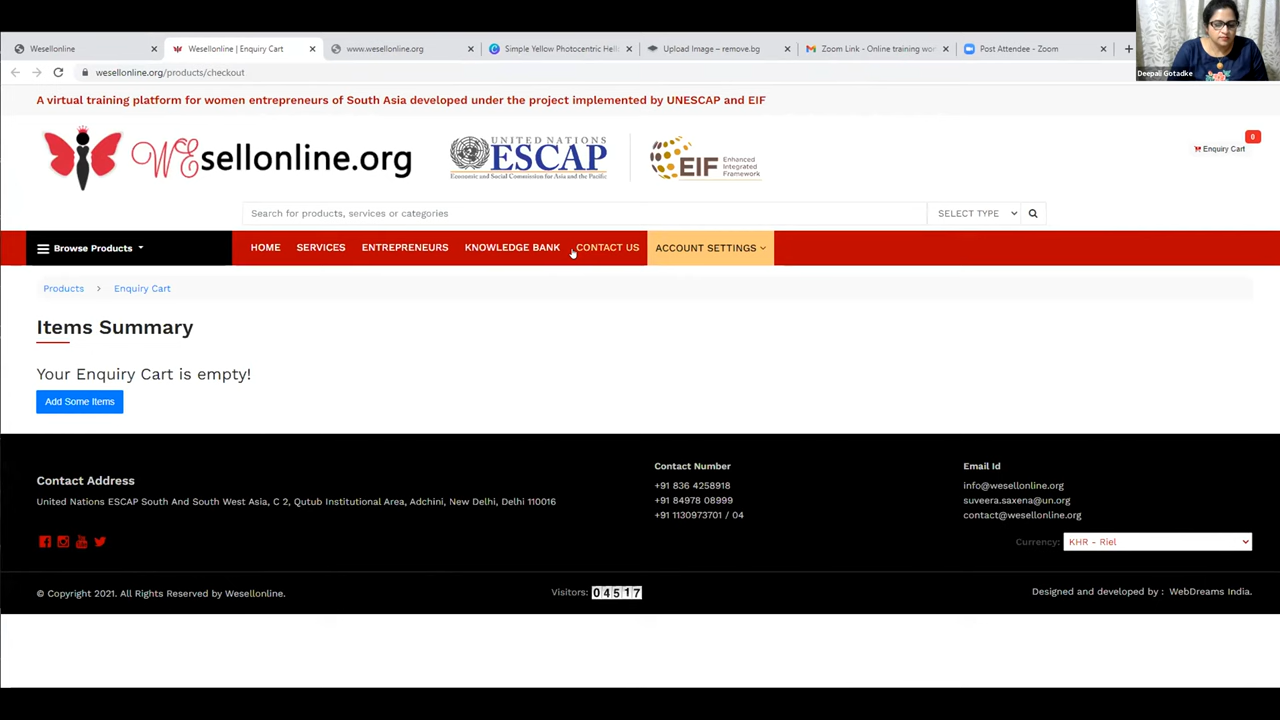 Wesellonline
Wesellonline | Enquiry Cart
www.wesellonline.org
Simple Yellow Photocentric Hell
Upload Image – remove.bg
Zoom Link - Online training wo
Post Attendee - Zoom
Deepali Gotadke
wesellonline.org/products/checkout
A virtual training platform for women entrepreneurs of South Asia developed under the project implemented by UNESCAP and EIF
WEsellonline.org
UNITED NATIONS
ESCAP
Economic and Social Commission for Asia and the Pacific
EIF Enhanced
Integrated
Framework
0
Enquiry Cart
Search for products, services or categories
SELECT TYPE
Browse Products
HOME
SERVICES
ENTREPRENEURS
KNOWLEDGE BANK
CONTACT US
ACCOUNT SETTINGS
Products > Enquiry Cart
Items Summary
Your Enquiry Cart is empty!
Add Some Items
Contact Address
United Nations ESCAP South And South West Asia, C 2, Qutub Institutional Area, Adchini, New Delhi, Delhi 110016
Contact Number
+91 836 4258918
+91 84978 08999
+91 1130973701 / 04
Email Id
info@wesellonline.org
suveera.saxena@un.org
contact@wesellonline.org
Currency: KHR - Riel
© Copyright 2021. All Rights Reserved by Wesellonline.
Visitors: 04517
Designed and developed by : WebDreams India.